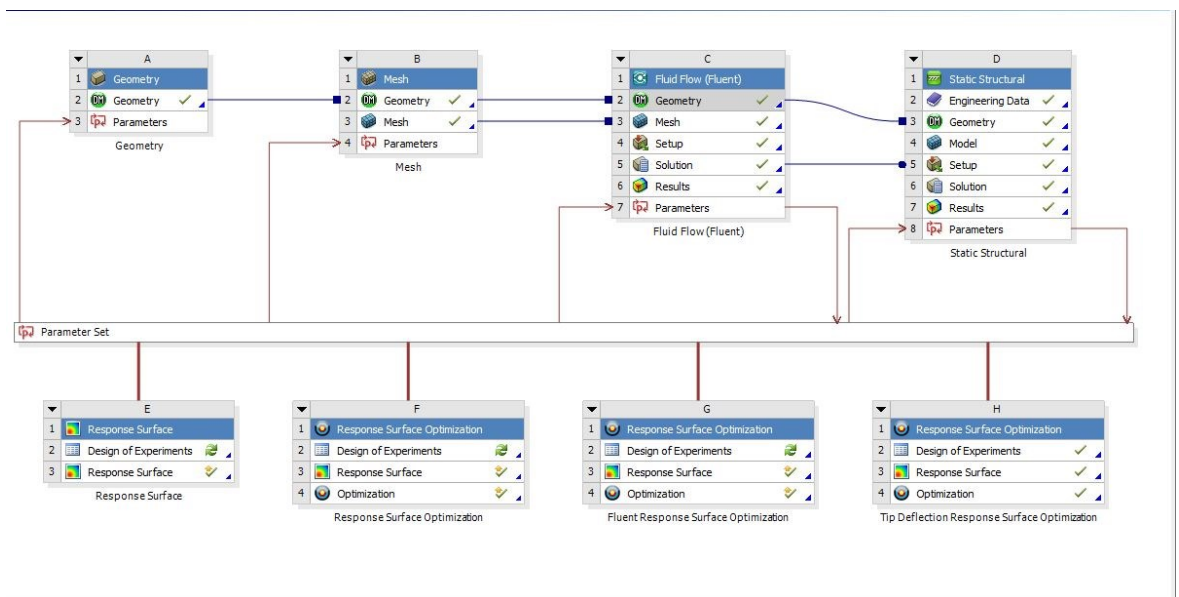 A
1 Geometry
2 DM Geometry
3 Parameters
Geometry
B
1 Mesh
2 DM Geometry
3 Mesh
4 Parameters
Mesh
C
1 Fluid Flow (Fluent)
2 DM Geometry
3 Mesh
4 Setup
5 Solution
6 Results
7 Parameters
Fluid Flow (Fluent)
D
1 Static Structural
2 Engineering Data
3 DM Geometry
4 Model
5 Setup
6 Solution
7 Results
8 Parameters
Static Structural
Parameter Set
E
1 Response Surface
2 Design of Experiments
3 Response Surface
Response Surface
F
1 Response Surface Optimization
2 Design of Experiments
3 Response Surface
4 Optimization
Response Surface Optimization
G
1 Response Surface Optimization
2 Design of Experiments
3 Response Surface
4 Optimization
Fluent Response Surface Optimization
H
1 Response Surface Optimization
2 Design of Experiments
3 Response Surface
4 Optimization
Tip Deflection Response Surface Optimization